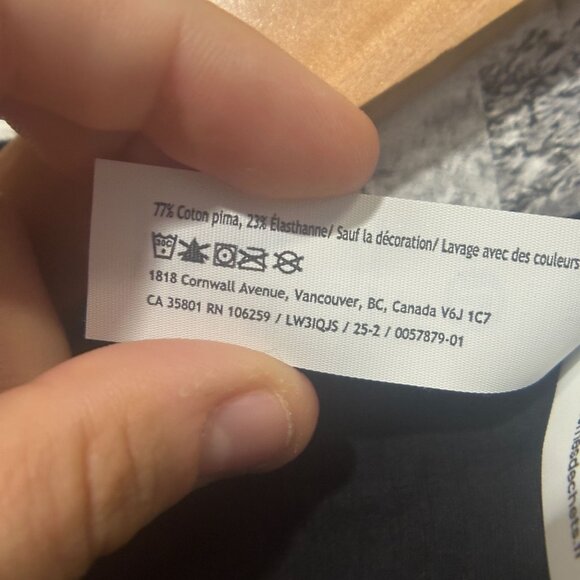 77% Coton pima, 23% Élasthanne/ Sauf la décoration/ Lavage avec des couleurs
30C
1818 Cornwall Avenue, Vancouver, BC, Canada V6J 1C7
CA 35801 RN 106259 / LW3IQJS / 25-2 / 0057879-01